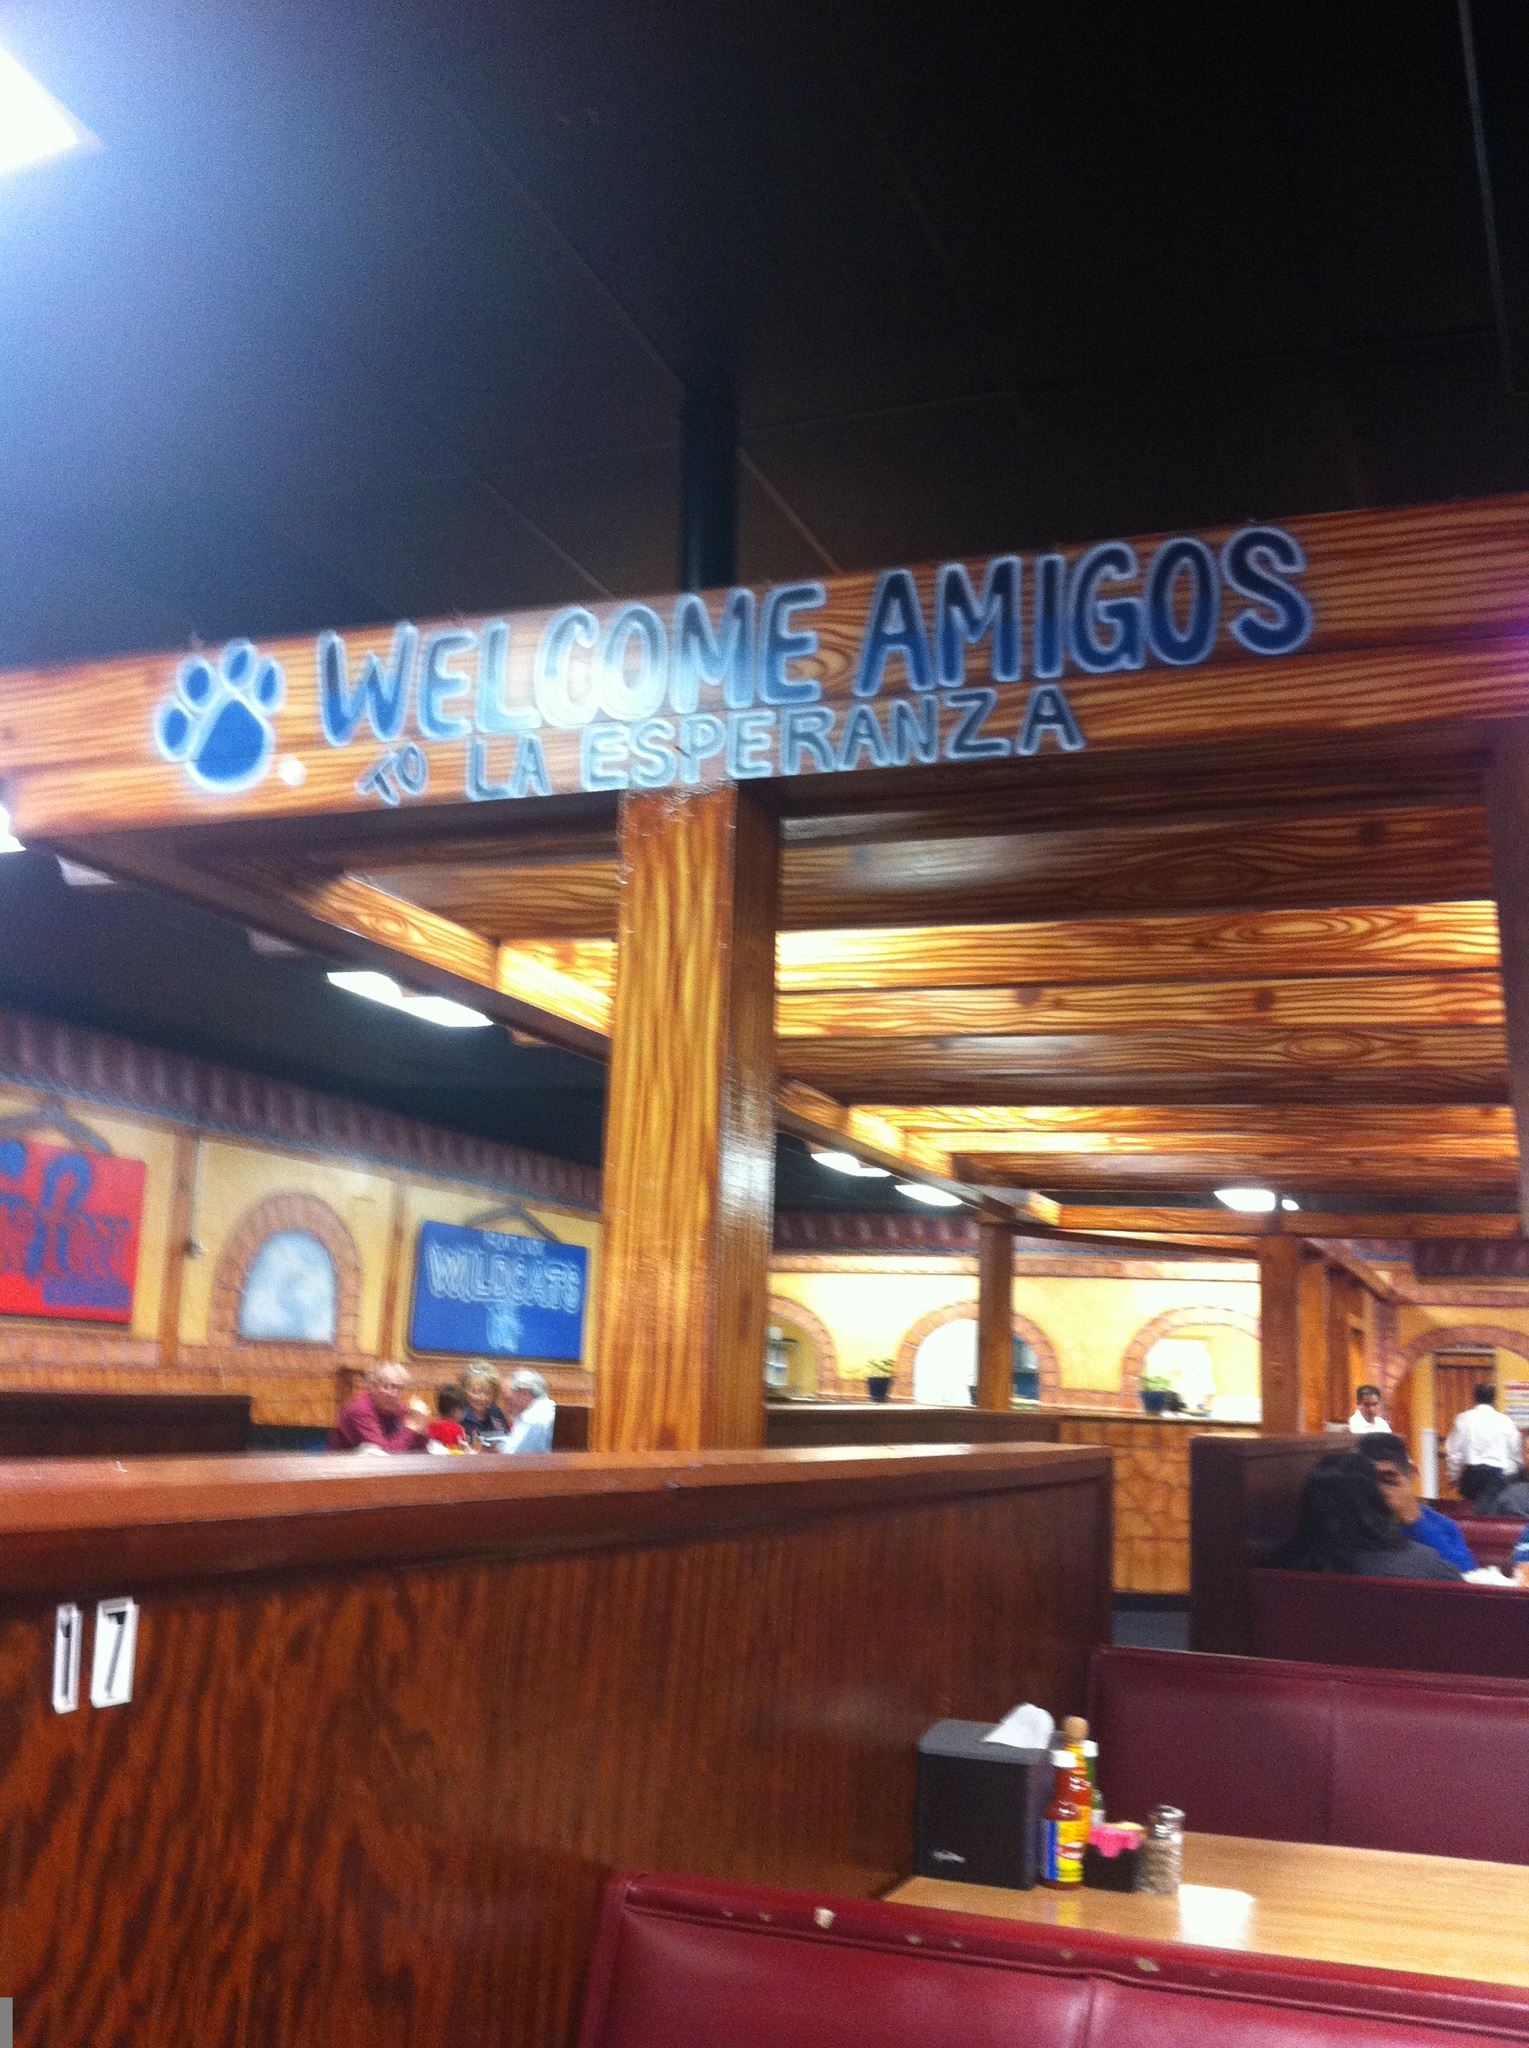 WELCOME AMIGOS
TO LA ESPERANZA
WILDCATS
17